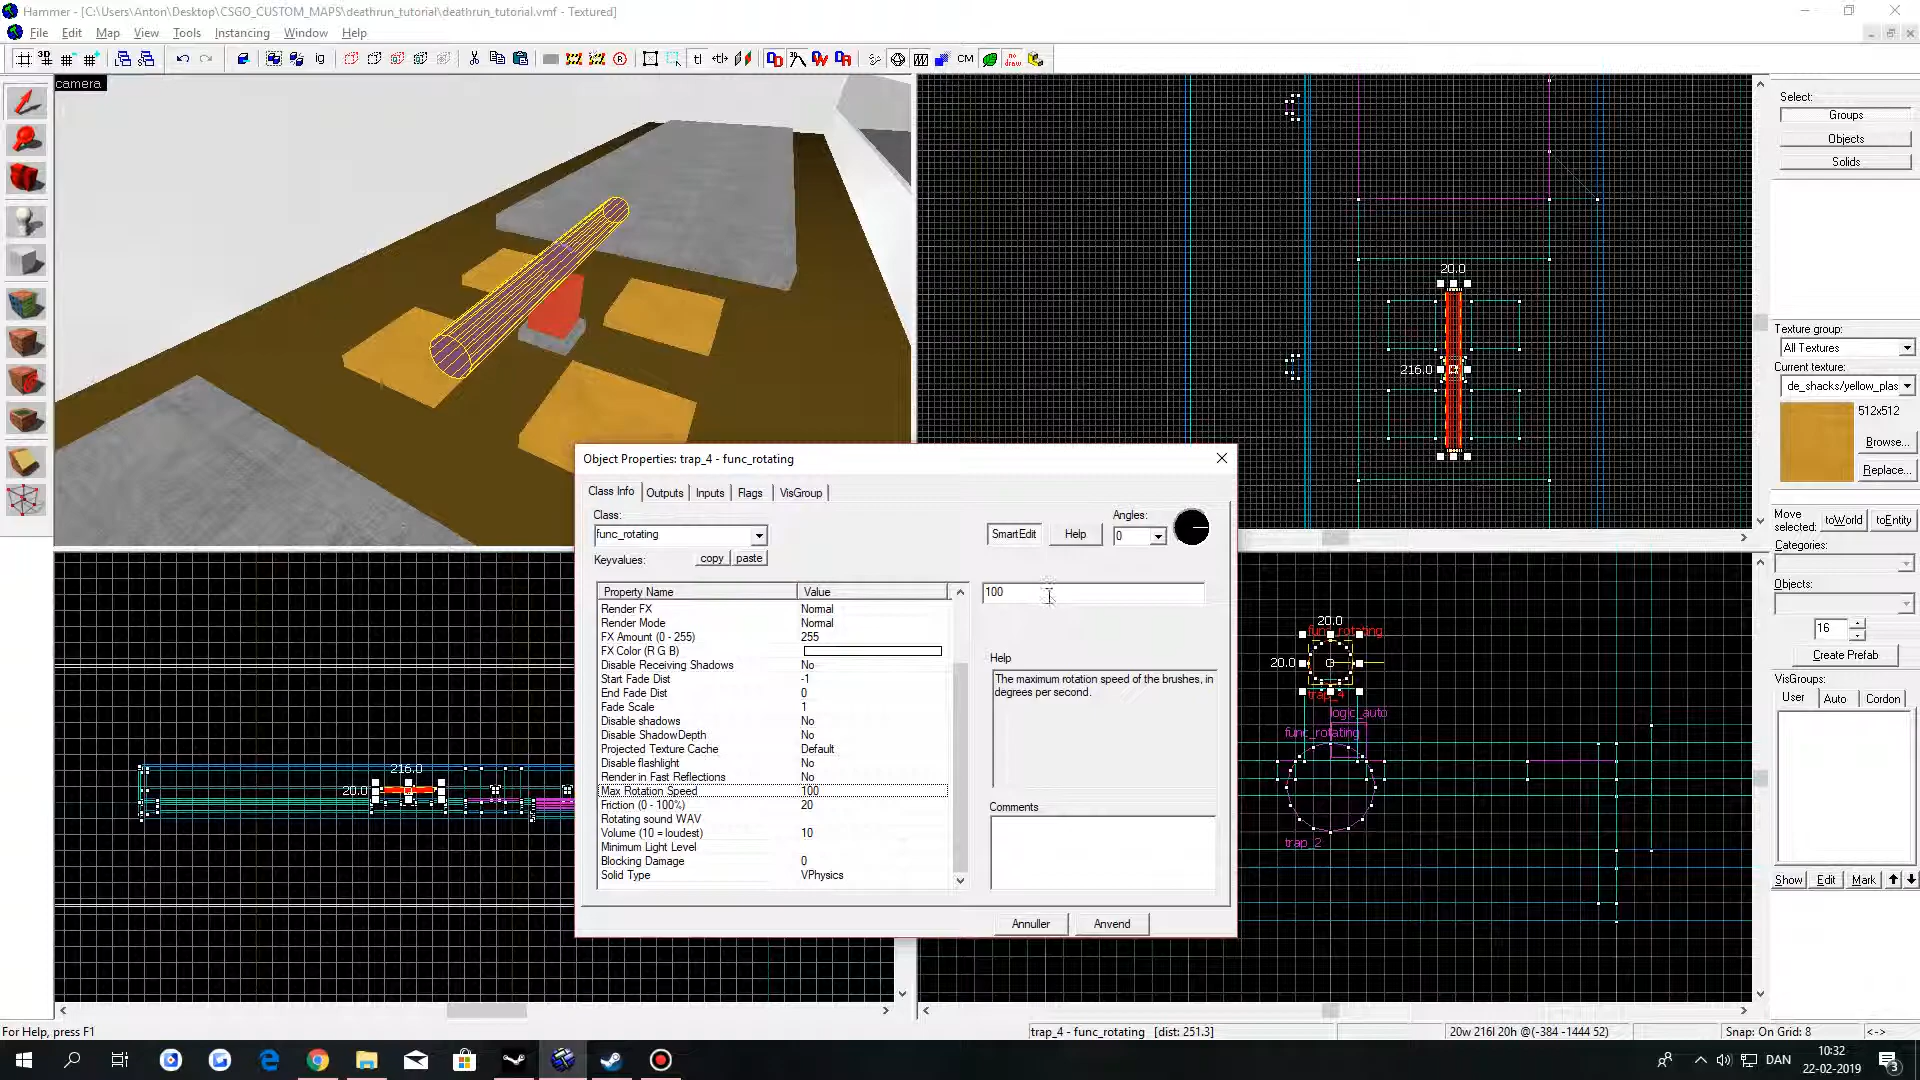 Hammer - [C:\Users\Anton\Desktop\CSGO_CUSTOM_MAPS\deathrun_tutorial\deathrun_tutorial.vmf - Textured]
File Edit Map View Tools Instancing Window Help
camera
Select:
Groups
Objects
Solids
20.0
216.0
Texture group:
All Textures
Current texture:
de_shacks/yellow_plas
512x512
Browse...
Replace...
Move selected:
toWorld
toEntity
Categories:
Objects:
16
Create Prefab
VisGroups:
User Auto Cordon
Show Edit Mark
Object Properties: trap_4 - func_rotating
Class Info Outputs Inputs Flags VisGroup
Class:
func_rotating
SmartEdit
Help
Angles:
0
Keyvalues:
copy
paste
Property Name Value
Render FX Normal
Render Mode Normal
FX Amount (0 - 255) 255
FX Color (R G B)
Disable Receiving Shadows No
Start Fade Dist -1
End Fade Dist 0
Fade Scale 1
Disable shadows No
Disable ShadowDepth No
Projected Texture Cache Default
Disable flashlight No
Render in Fast Reflections No
Max Rotation Speed 100
Friction (0 - 100%) 20
Rotating sound WAV
Volume (10 = loudest) 10
Minimum Light Level
Blocking Damage 0
Solid Type VPhysics
100
Help
The maximum rotation speed of the brushes, in
degrees per second.
Comments
Annuller
Anvend
216.0
20.0
20.0
func_rotating
20.0
trap_4
logic_auto
func_rotating
trap_2
For Help, press F1
trap_4 - func_rotating [dist: 251.3]
20w 216l 20h @(-384 -1444 52)
Snap: On Grid: 8
<->
DAN
10:32
22-02-2019
3